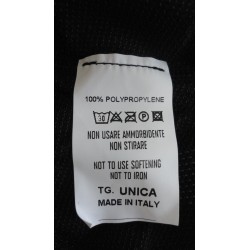 100% POLYPROPYLENE
30
NON USARE AMMORBIDENTE
NON STIRARE
NOT TO USE SOFTENING
NOT TO IRON
TG. UNICA
MADE IN ITALY